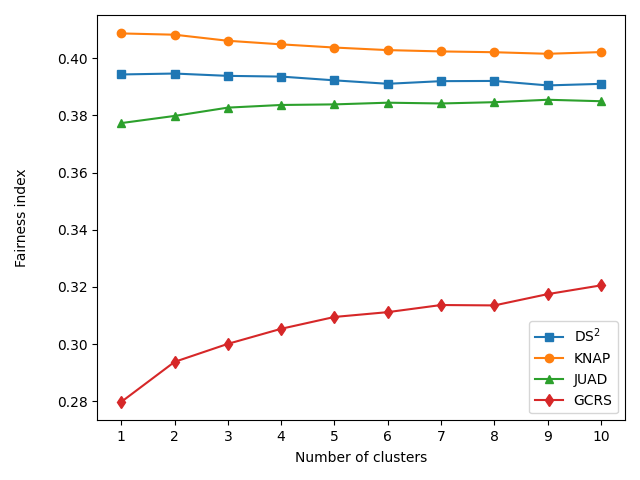 0.40
0.38
0.36
0.34
0.32
0.30
0.28
Fairness index
1 2 3 4 5 6 7 8 9 10
Number of clusters
DS²
KNAP
JUAD
GCRS